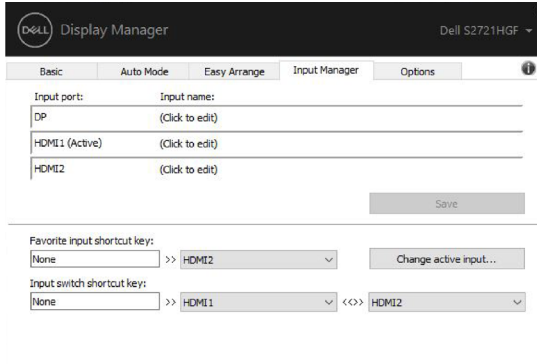 DELL Display Manager Dell S2721HGF
Basic Auto Mode Easy Arrange Input Manager Options
Input port: Input name:
DP (Click to edit)
HDMI1 (Active) (Click to edit)
HDMI2 (Click to edit)
Save
Favorite input shortcut key:
None >> HDMI2 Change active input...
Input switch shortcut key:
None >> HDMI1 <<>> HDMI2